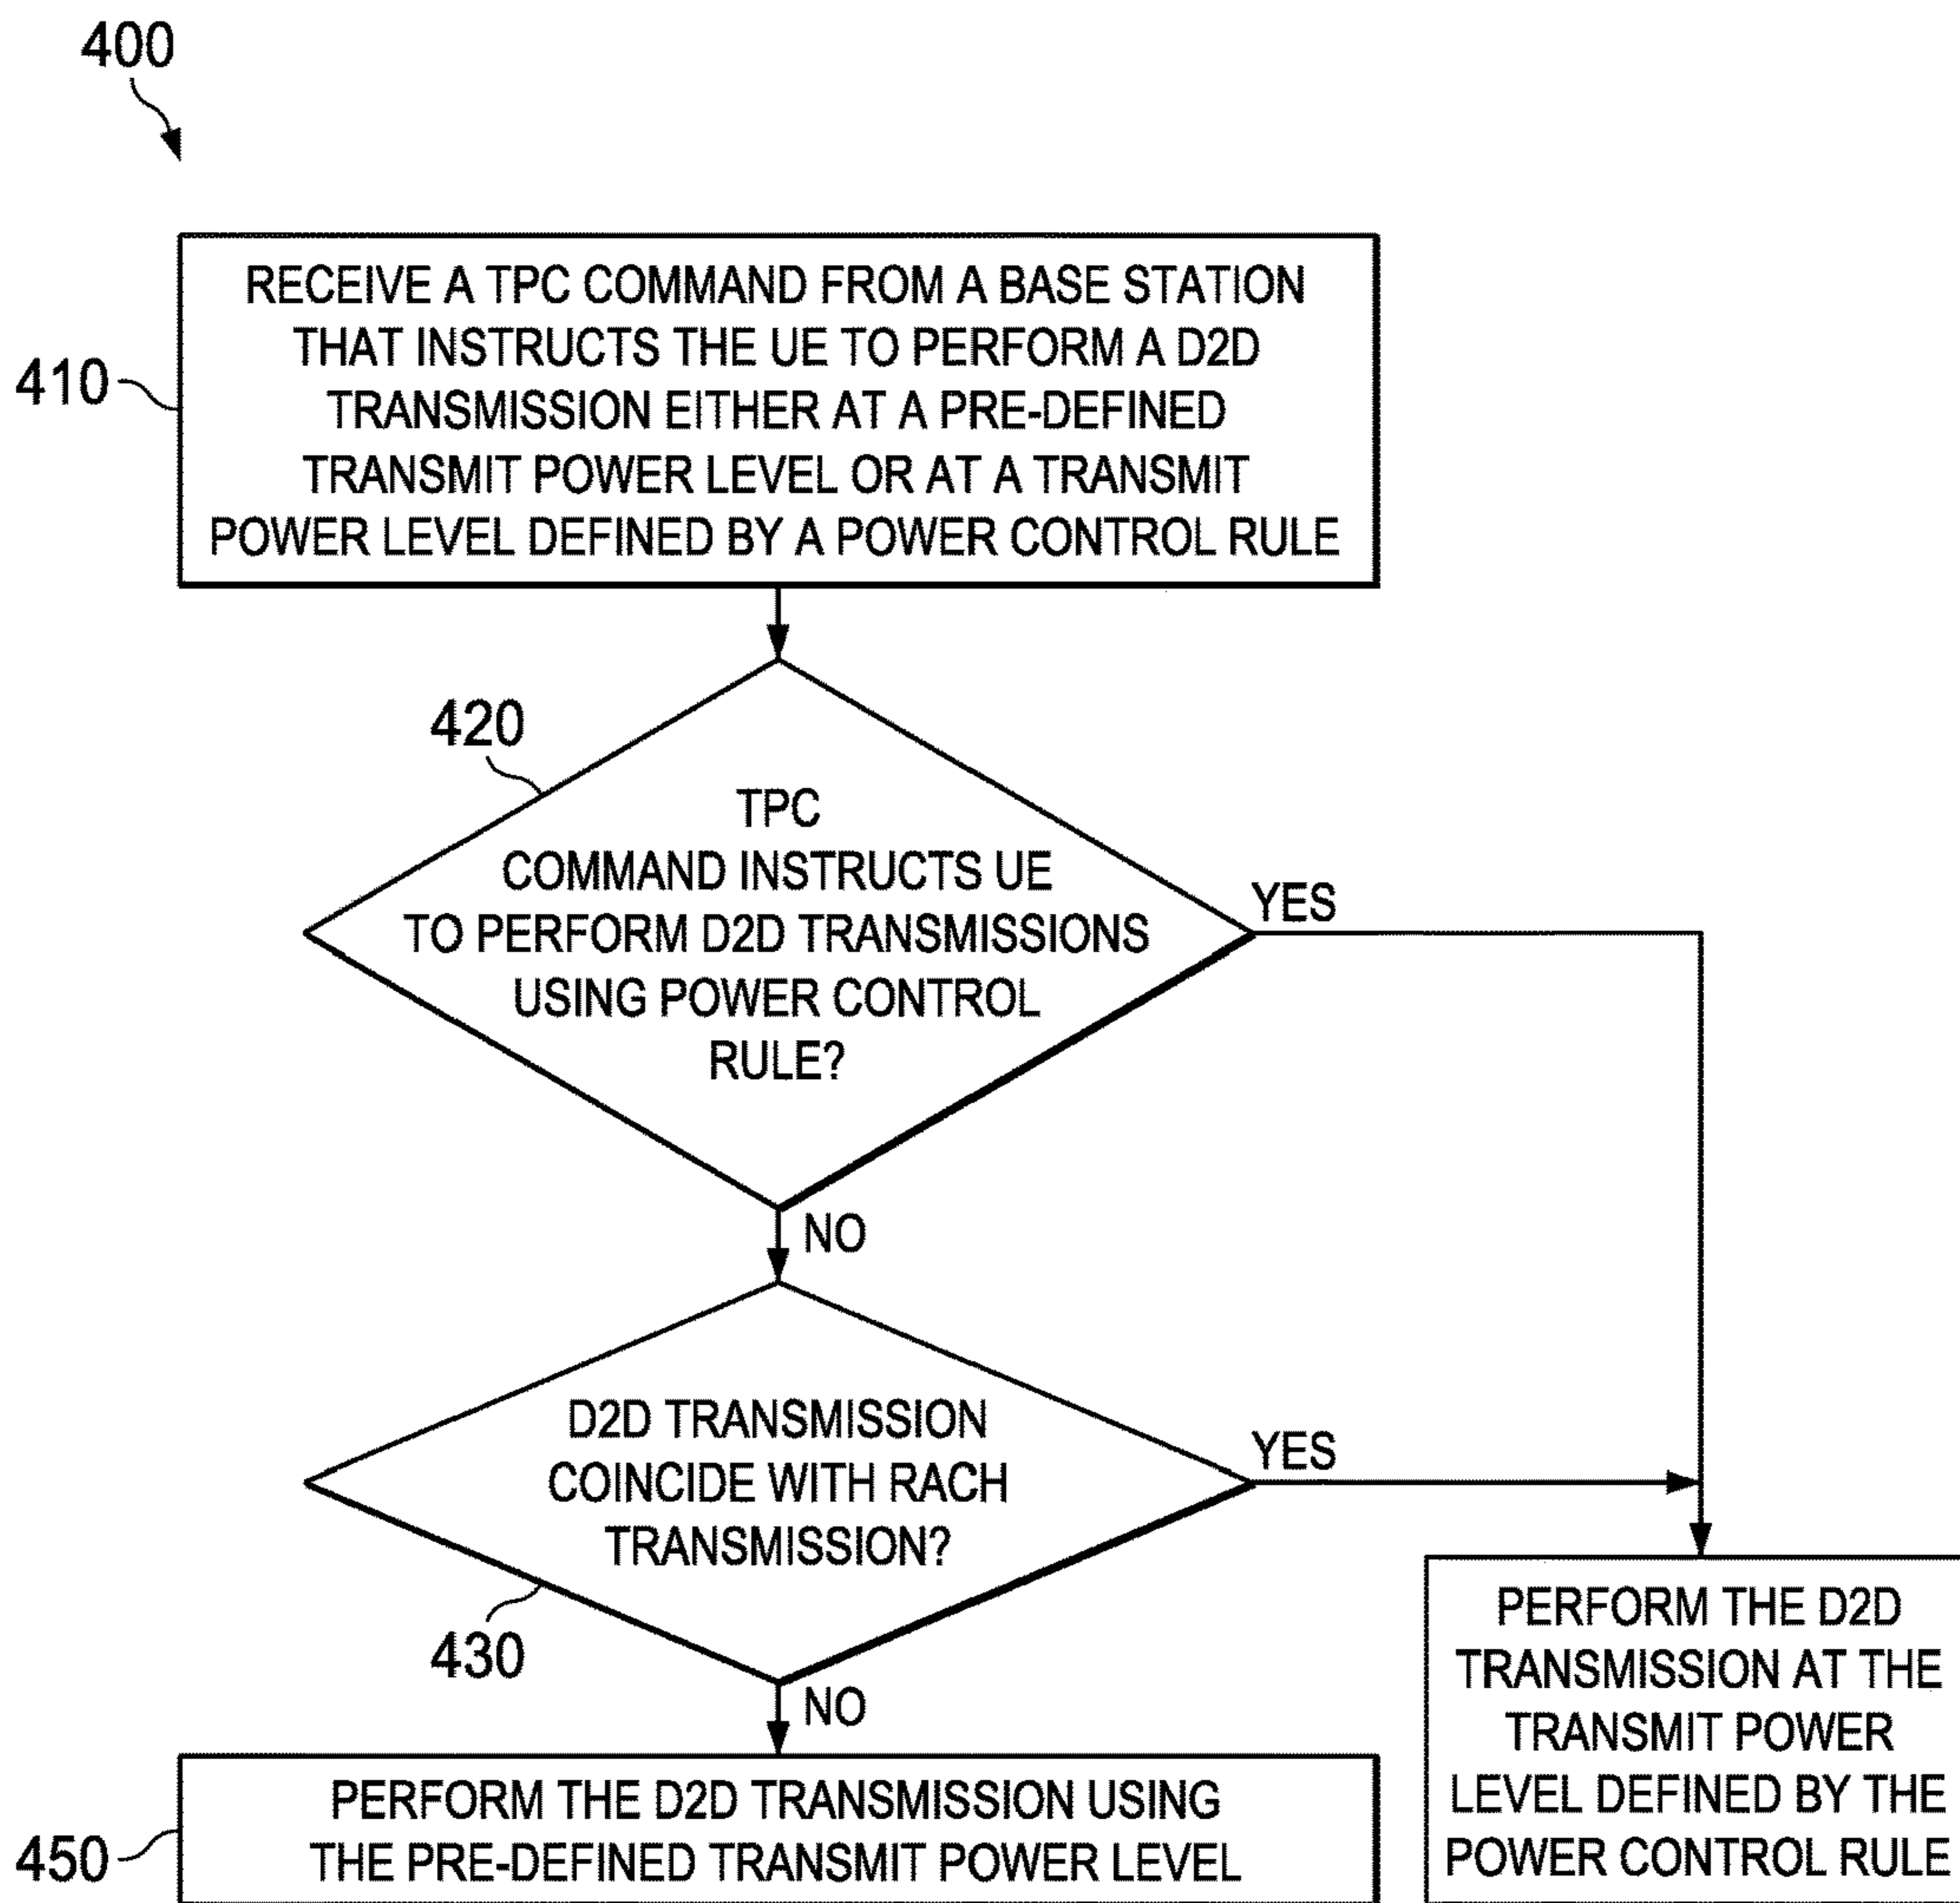 400
410
RECEIVE A TPC COMMAND FROM A BASE STATION
THAT INSTRUCTS THE UE TO PERFORM A D2D
TRANSMISSION EITHER AT A PRE-DEFINED
TRANSMIT POWER LEVEL OR AT A TRANSMIT
POWER LEVEL DEFINED BY A POWER CONTROL RULE
420
TPC
COMMAND INSTRUCTS UE
TO PERFORM D2D TRANSMISSIONS
USING POWER CONTROL
RULE?
YES
NO
D2D TRANSMISSION
COINCIDE WITH RACH
TRANSMISSION?
430
YES
NO
450
PERFORM THE D2D TRANSMISSION USING
THE PRE-DEFINED TRANSMIT POWER LEVEL
PERFORM THE D2D
TRANSMISSION AT THE
TRANSMIT POWER
LEVEL DEFINED BY THE
POWER CONTROL RULE